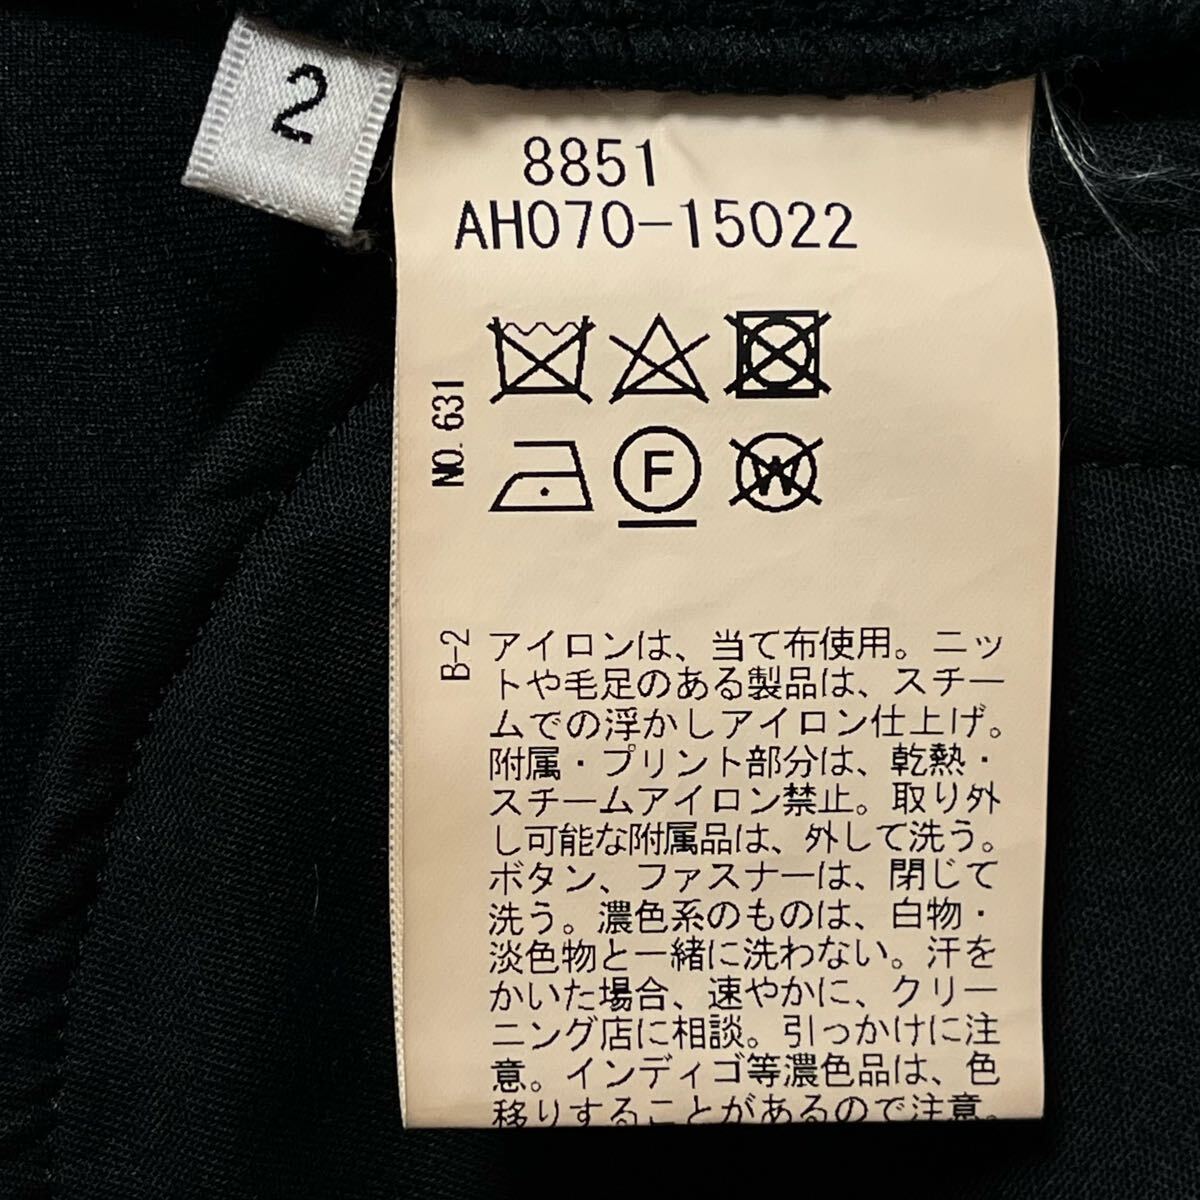 2
8851
AH070-15022
NO. 631
F
W
B-2
アイロンは、当て布使用。ニッ
トや毛足のある製品は、スチー
ムでの浮かしアイロン仕上げ。
附属・プリント部分は、乾熱・
スチームアイロン禁止。取り外
し可能な附属品は、外して洗う。
ボタン、ファスナーは、閉じて
洗う。濃色系のものは、白物・
淡色物と一緒に洗わない。汗を
かいた場合、速やかに、クリー
ニング店に相談。引っかけに注
意。インディゴ等濃色品は、色
移りすることがあるので注意。